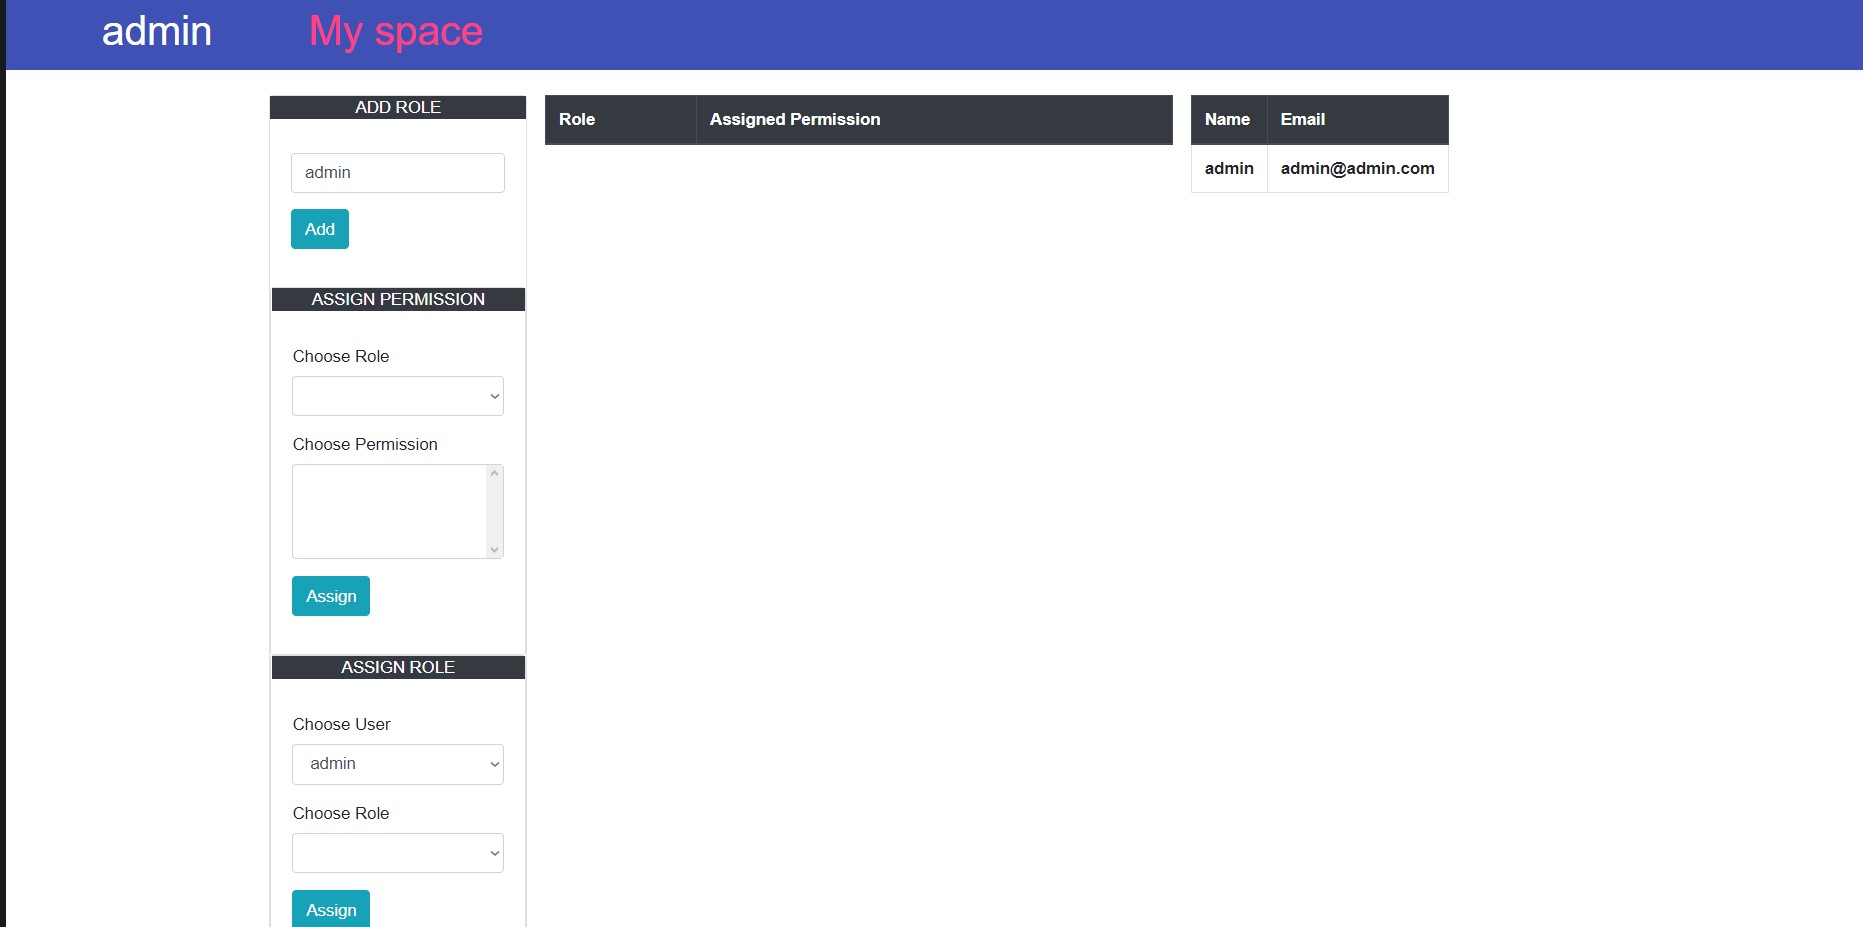 admin My space
ADD ROLE
admin
Add
ASSIGN PERMISSION
Choose Role
Choose Permission
Assign
ASSIGN ROLE
Choose User
admin
Choose Role
Assign
Role Assigned Permission
Name Email
admin admin@admin.com